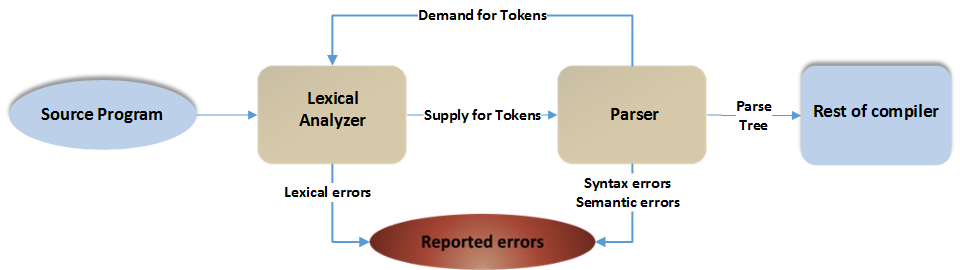 Demand for Tokens
Source Program
Lexical
Analyzer
Supply for Tokens
Parser
Parse
Tree
Rest of compiler
Lexical errors
Syntax errors
Semantic errors
Reported errors